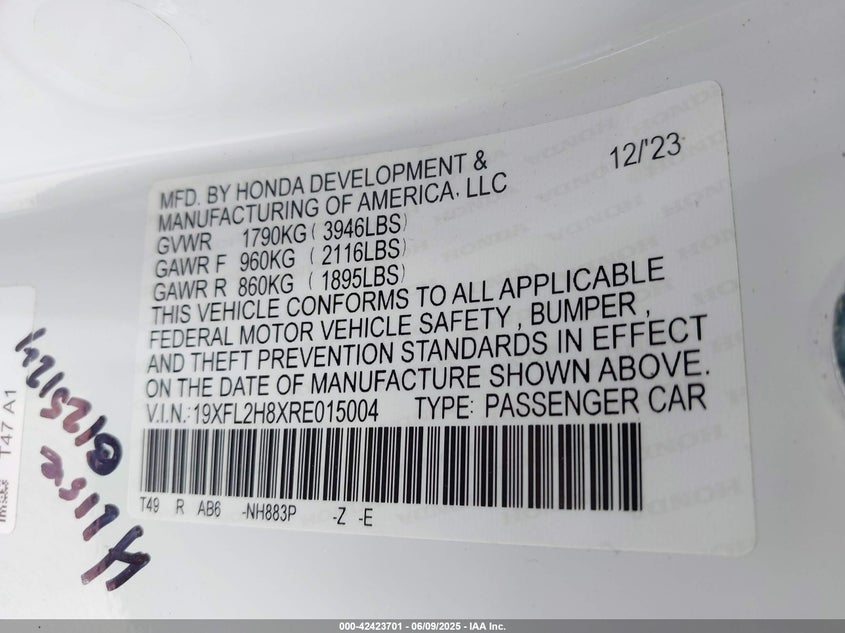 12/'23
MFD. BY HONDA DEVELOPMENT &
MANUFACTURING OF AMERICA, LLC
GVWR 1790KG ( 3946LBS)
GAWR F 960KG ( 2116LBS)
GAWR R 860KG ( 1895LBS)
THIS VEHICLE CONFORMS TO ALL APPLICABLE
FEDERAL MOTOR VEHICLE SAFETY , BUMPER ,
AND THEFT PREVENTION STANDARDS IN EFFECT
ON THE DATE OF MANUFACTURE SHOWN ABOVE.
V.I.N.: 19XFL2H8XRE015004 TYPE: PASSENGER CAR
T49 R AB6 -NH883P -Z -E
T47 A1
000-42423701 - 06/09/2025 - IAA Inc.